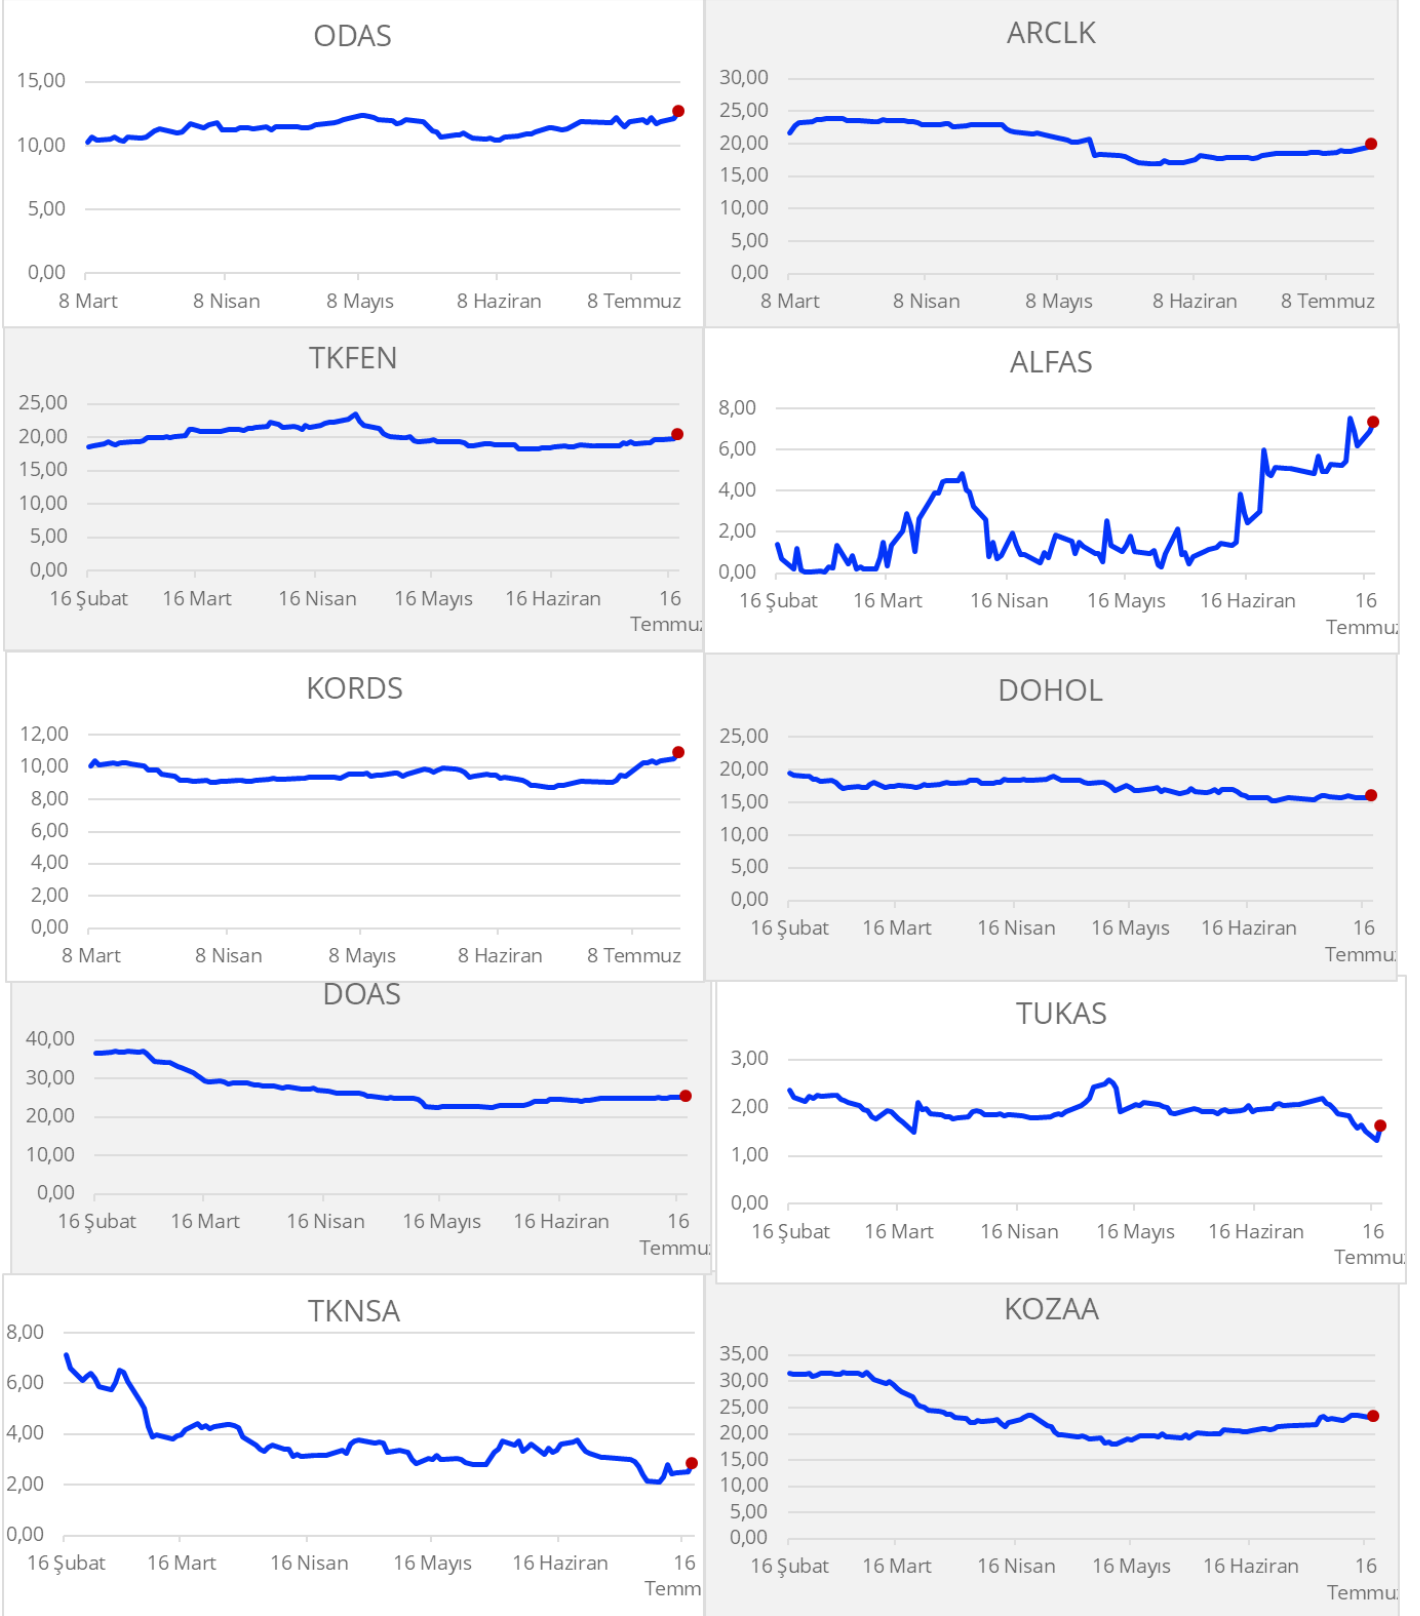 ODAS
15,00
10,00
5,00
0,00
8 Mart 8 Nisan 8 Mayıs 8 Haziran 8 Temmuz
ARCLK
30,00
25,00
20,00
15,00
10,00
5,00
0,00
8 Mart 8 Nisan 8 Mayıs 8 Haziran 8 Temmuz
TKFEN
25,00
20,00
15,00
10,00
5,00
0,00
16 Şubat 16 Mart 16 Nisan 16 Mayıs 16 Haziran 16
Temmuz
ALFAS
8,00
6,00
4,00
2,00
0,00
16 Şubat 16 Mart 16 Nisan 16 Mayıs 16 Haziran 16
Temmuz
KORDS
12,00
10,00
8,00
6,00
4,00
2,00
0,00
8 Mart 8 Nisan 8 Mayıs 8 Haziran 8 Temmuz
DOHOL
25,00
20,00
15,00
10,00
5,00
0,00
16 Şubat 16 Mart 16 Nisan 16 Mayıs 16 Haziran 16
Temmuz
DOAS
40,00
30,00
20,00
10,00
0,00
16 Şubat 16 Mart 16 Nisan 16 Mayıs 16 Haziran 16
Temmuz
TUKAS
3,00
2,00
1,00
0,00
16 Şubat 16 Mart 16 Nisan 16 Mayıs 16 Haziran 16
Temmuz
TKNSA
8,00
6,00
4,00
2,00
0,00
16 Şubat 16 Mart 16 Nisan 16 Mayıs 16 Haziran 16
Temm
KOZAA
35,00
30,00
25,00
20,00
15,00
10,00
5,00
0,00
16 Şubat 16 Mart 16 Nisan 16 Mayıs 16 Haziran 16
Temmuz